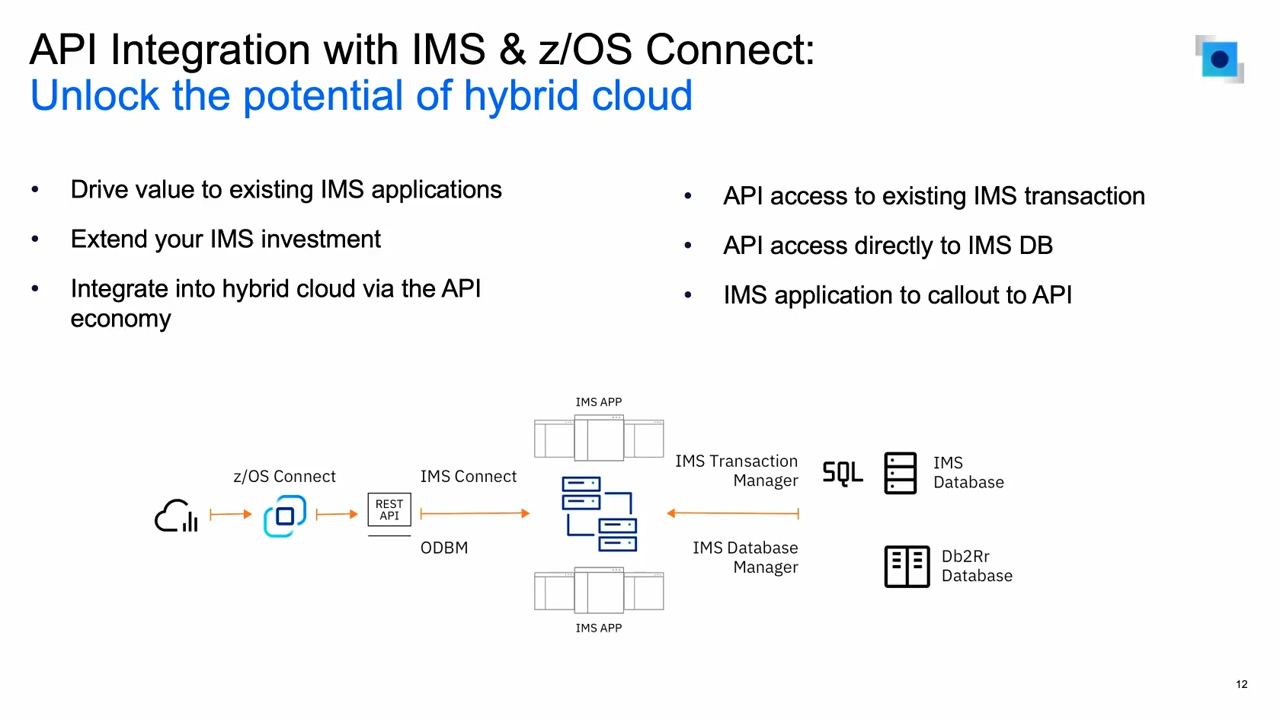 API Integration with IMS & z/OS Connect:
Unlock the potential of hybrid cloud
• Drive value to existing IMS applications
• Extend your IMS investment
• Integrate into hybrid cloud via the API
economy
• API access to existing IMS transaction
• API access directly to IMS DB
• IMS application to callout to API
z/OS Connect
REST
API
IMS Connect
ODBM
IMS APP
IMS APP
IMS Transaction
Manager
IMS Database
Manager
SQL
IMS
Database
Db2Rr
Database
12